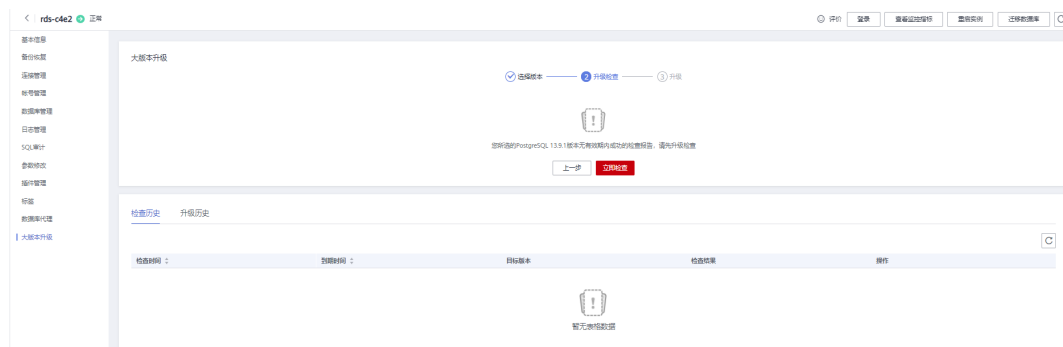 rds-c4e2 正常
评价 登录 查看监控指标 重启实例 迁移数据库
基本信息
备份恢复
连接管理
帐号管理
数据库管理
日志管理
SQL审计
参数修改
插件管理
标签
数据库代理
大版本升级
大版本升级
选择版本 2 升级检查 3 升级
您所选的PostgreSQL 13.9.1版本无有效期内成功的检查报告，请先升级检查
上一步 立即检查
检查历史 升级历史
检查时间 到期时间 目标版本 检查结果 操作
暂无表格数据